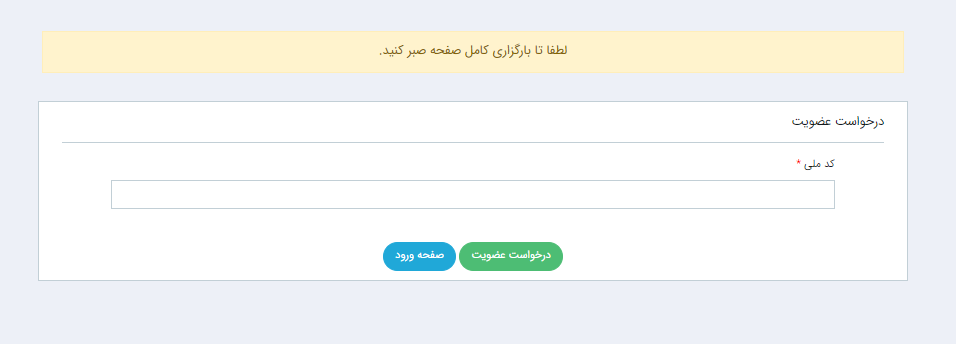 لطفا تا بارگزاری کامل صفحه صبر کنید.
درخواست عضویت
کد ملی *
درخواست عضویت
صفحه ورود